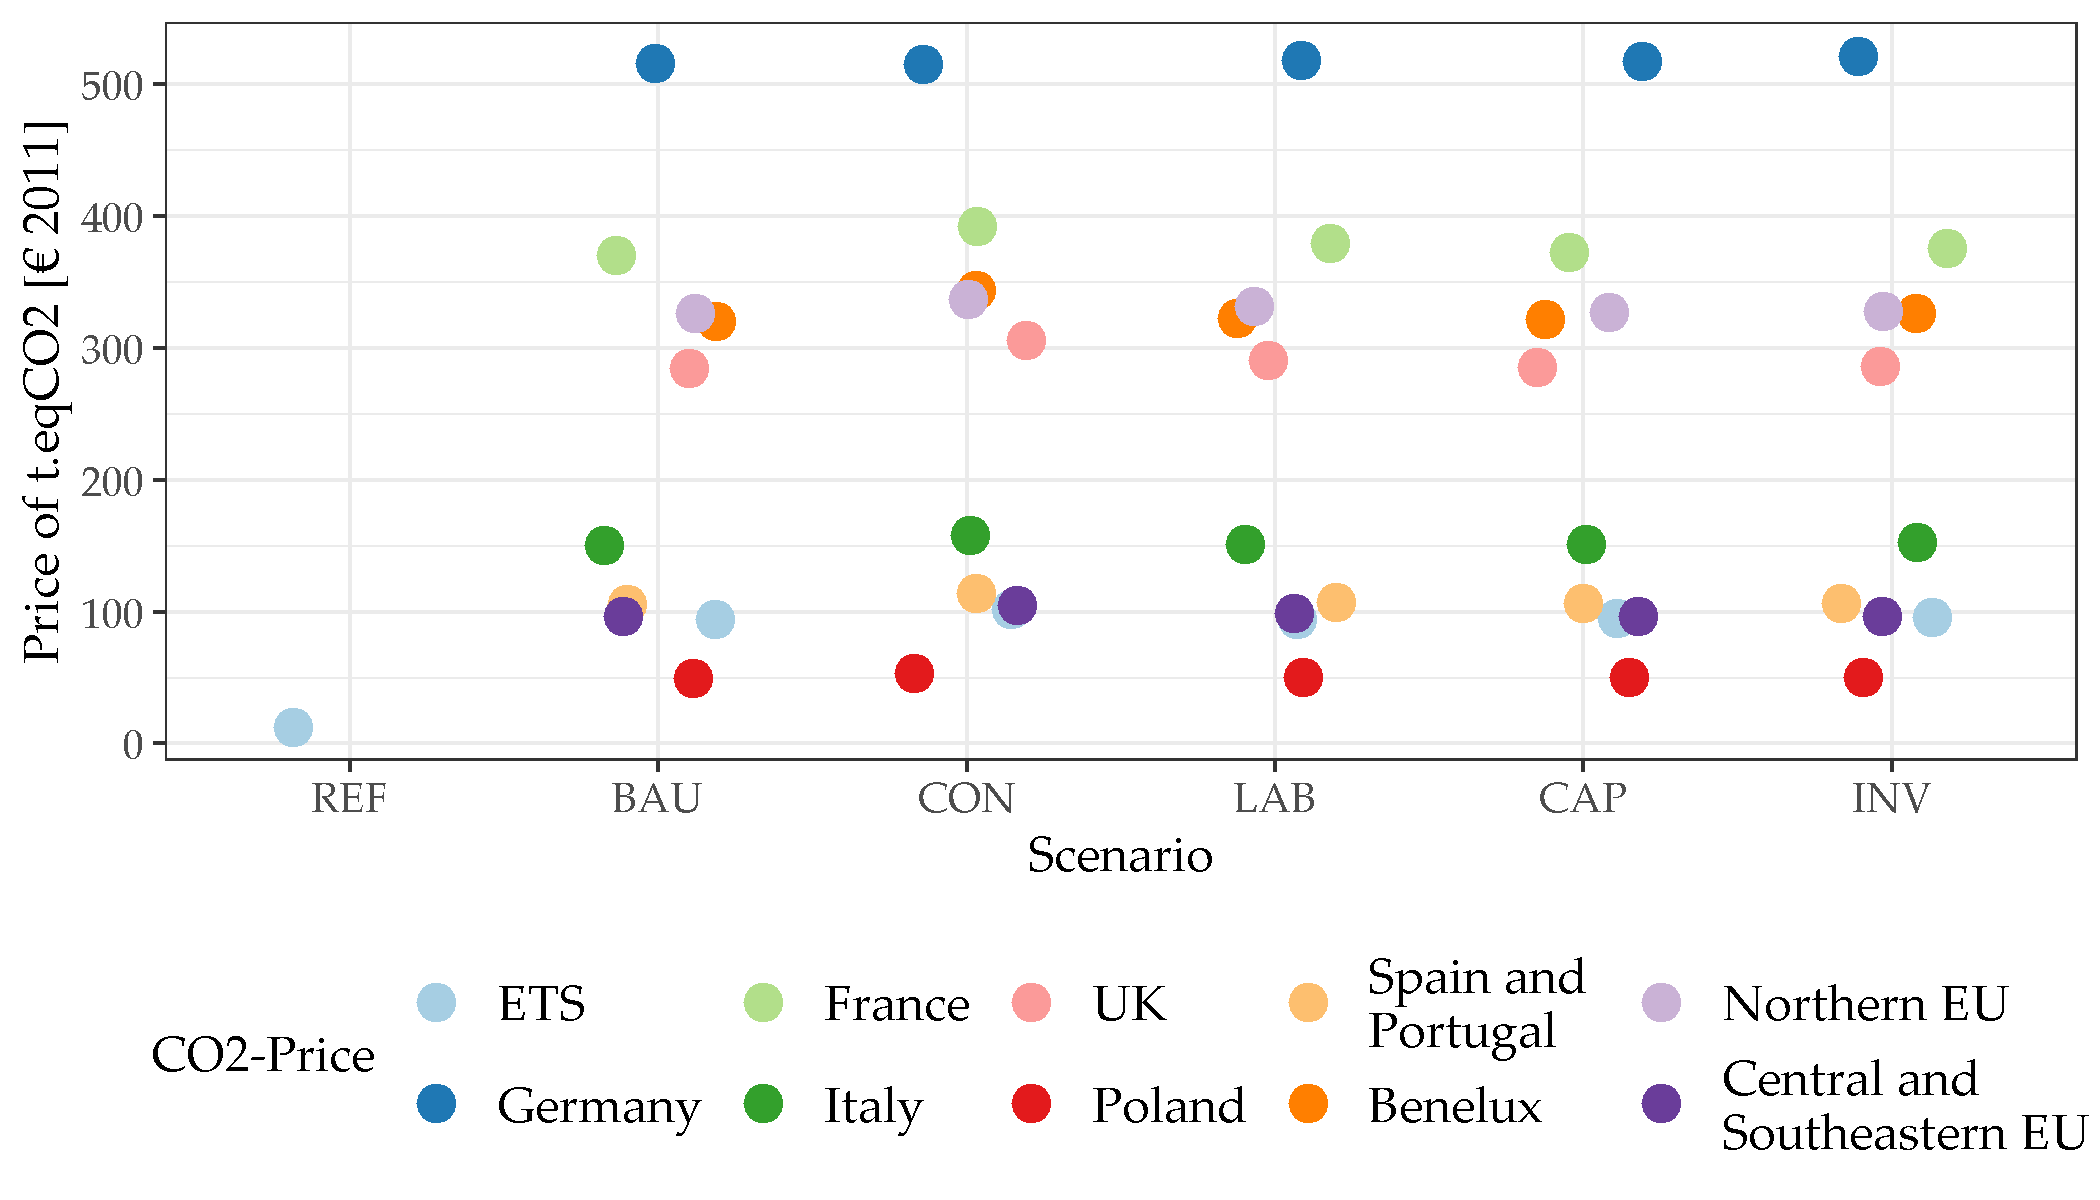 Price of t.eqCO2 [€ 2011]
500
400
300
200
100
0
REF BAU CON LAB CAP INV
Scenario
CO2-Price
ETS
Germany
France
Italy
UK
Poland
Spain and
Portugal
Benelux
Northern EU
Central and
Southeastern EU